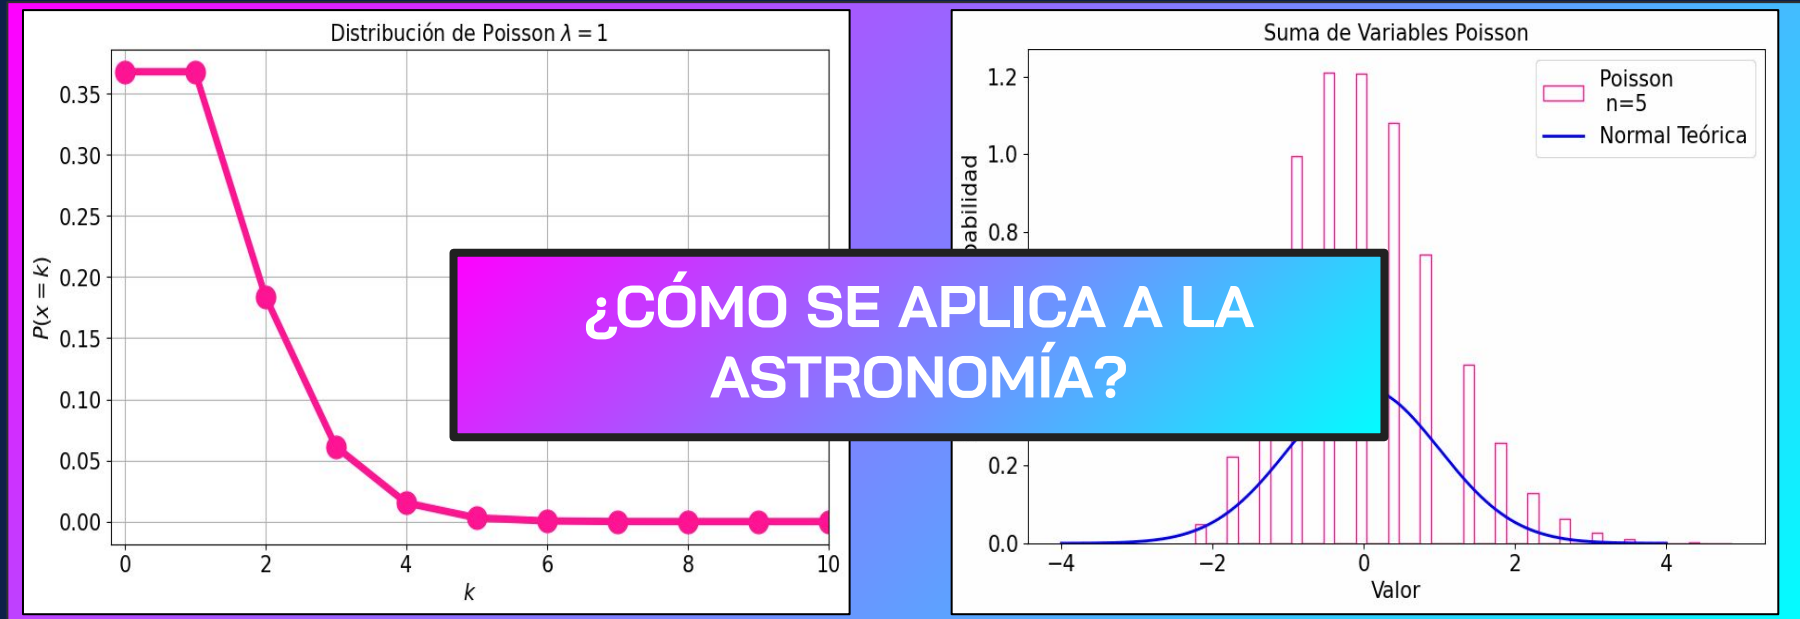 Distribución de Poisson λ = 1
0.35
0.30
0.25
0.20
0.15
0.10
0.05
0.00
P(x = k)
0 2 4 6 8 10
k
Suma de Variables Poisson
Poisson
n=5
Normal Teórica
1.2
1.0
0.8
0.2
0.0
−4 −2 0 2 4
Valor
¿CÓMO SE APLICA A LA
ASTRONOMÍA?